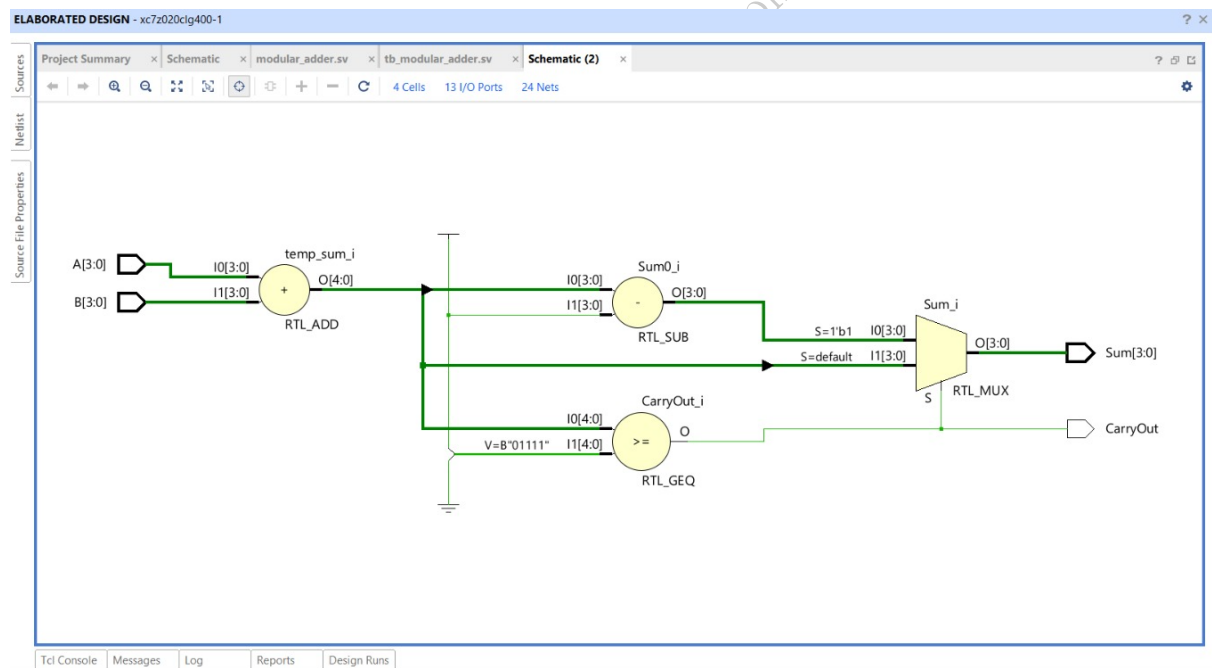 ELABORATED DESIGN - xc7z020clg400-1
? ×
Sources
Netlist
Source File Properties
Project Summary × Schematic × modular_adder.sv × tb_modular_adder.sv × Schematic (2) ×
?
4 Cells 13 I/O Ports 24 Nets
A[3:0]
B[3:0]
I0[3:0]
I1[3:0]
temp_sum_i
+
O[4:0]
RTL_ADD
I0[3:0]
I1[3:0]
Sum0_i
-
O[3:0]
RTL_SUB
S=1'b1 I0[3:0]
S=default I1[3:0]
Sum_i
O[3:0]
S
RTL_MUX
Sum[3:0]
I0[4:0]
V=B"01111" I1[4:0]
CarryOut_i
>=
O
RTL_GEQ
CarryOut
Tcl Console Messages Log Reports Design Runs